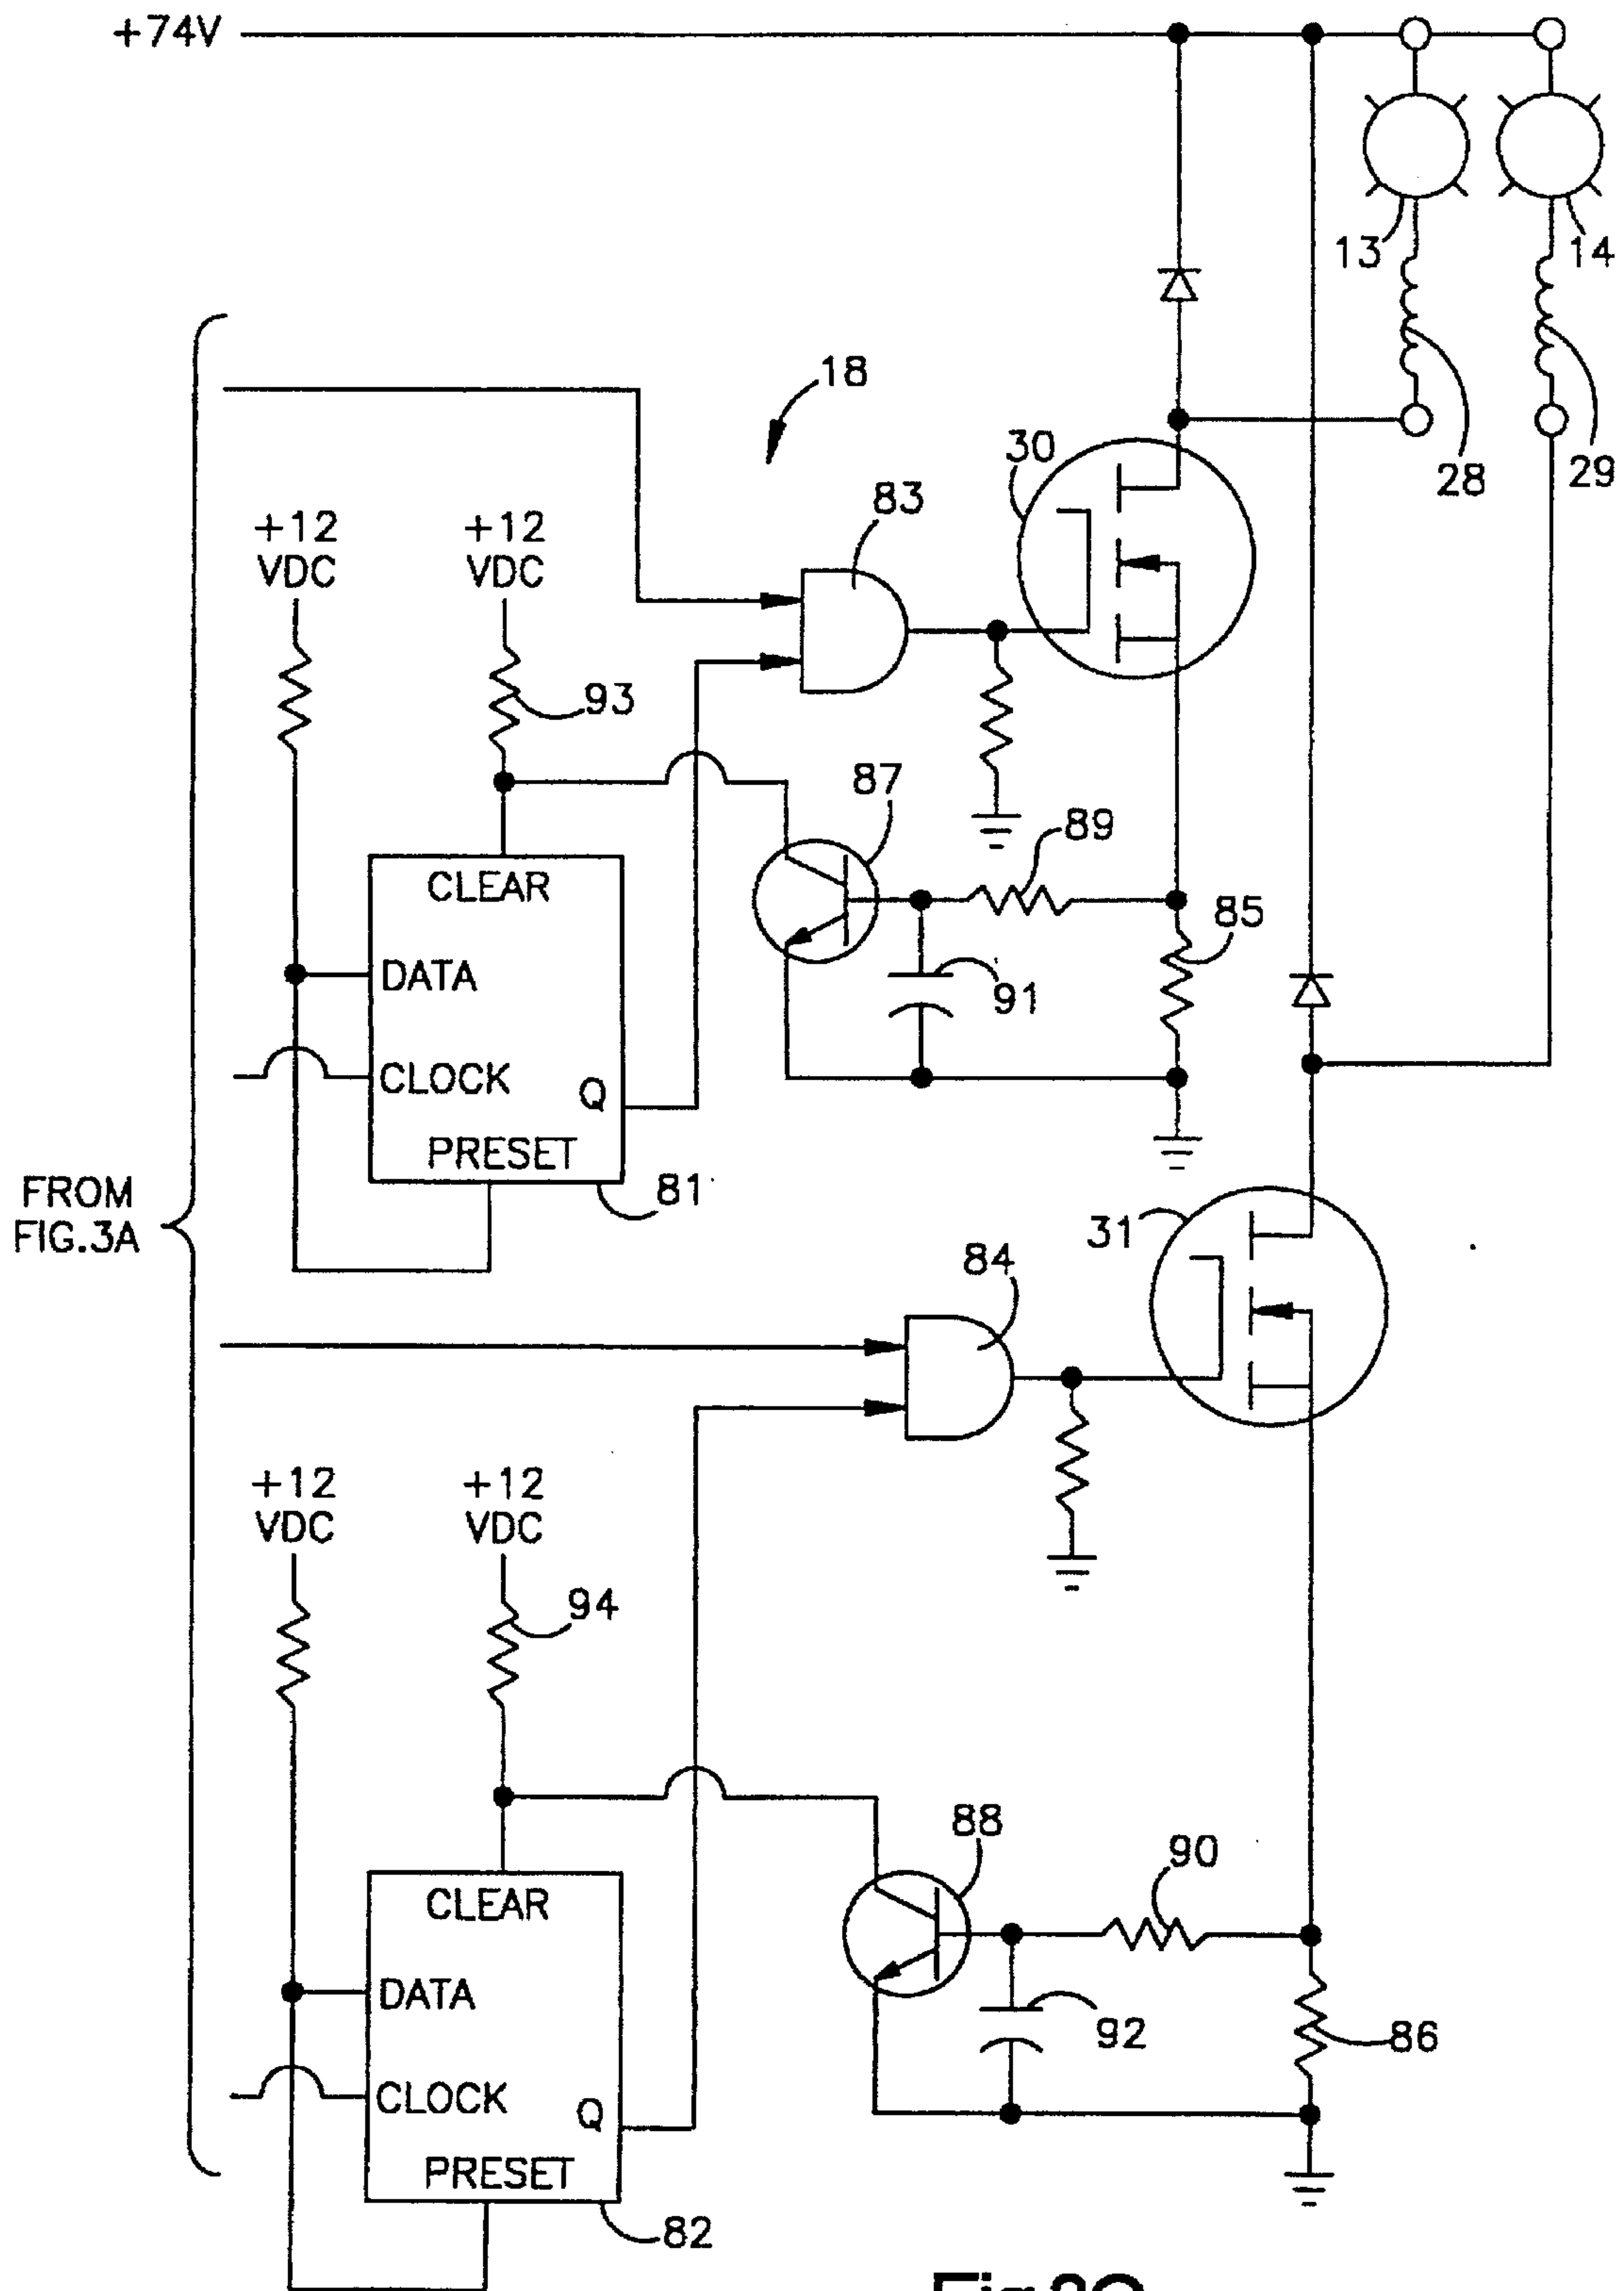 +74V
13
14
18
30
28
29
83
+12
VDC
+12
VDC
93
87
89
CLEAR
85
DATA
91
CLOCK
Q
PRESET
81
FROM
FIG.3A
31
84
+12
VDC
+12
VDC
94
88
90
CLEAR
DATA
92
86
CLOCK
Q
PRESET
82